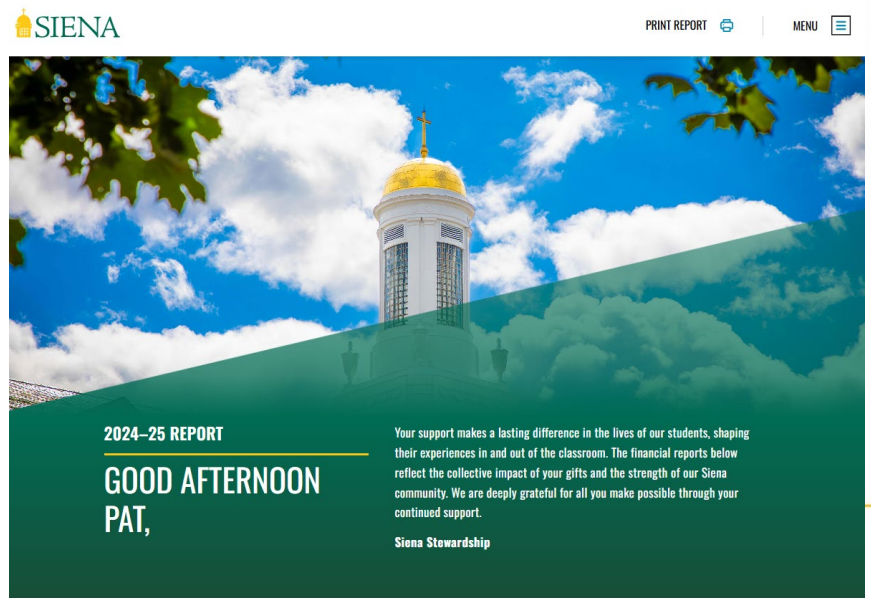 SIENA
PRINT REPORT
MENU
2024–25 REPORT
GOOD AFTERNOON
PAT,
Your support makes a lasting difference in the lives of our students, shaping
their experiences in and out of the classroom. The financial reports below
reflect the collective impact of your gifts and the strength of our Siena
community. We are deeply grateful for all you make possible through your
continued support.
Siena Stewardship